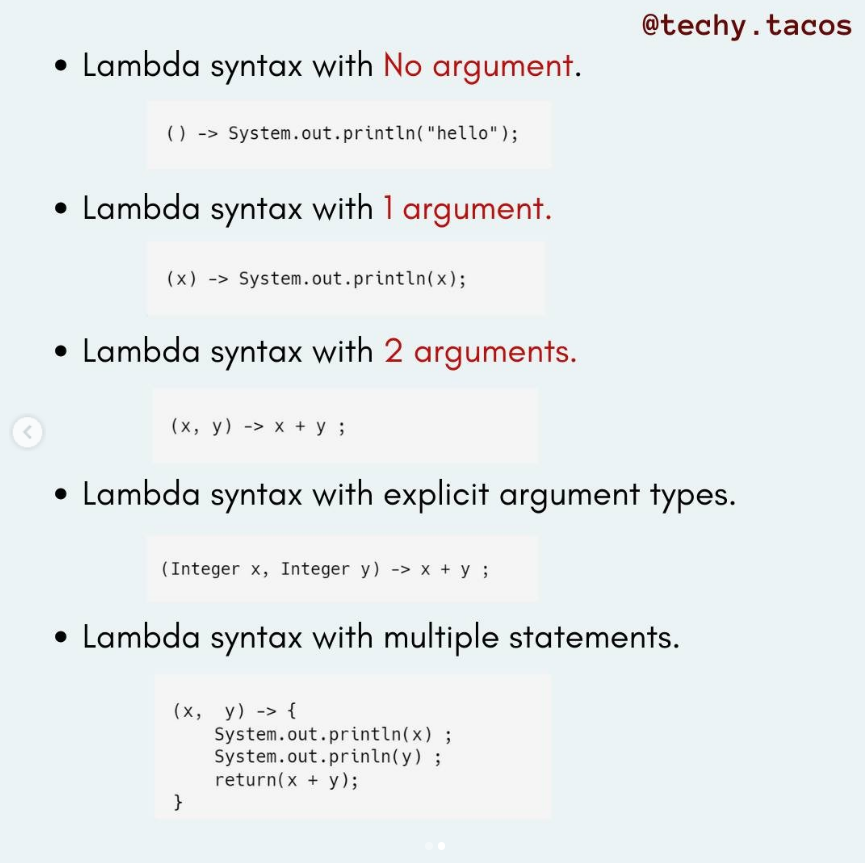 @techy.tacos
• Lambda syntax with No argument.
() -> System.out.println("hello");
• Lambda syntax with 1 argument.
(x) -> System.out.println(x);
• Lambda syntax with 2 arguments.
(x, y) -> x + y ;
• Lambda syntax with explicit argument types.
(Integer x, Integer y) -> x + y ;
• Lambda syntax with multiple statements.
(x,  y) -> {
    System.out.println(x) ;
    System.out.prinln(y) ;
    return(x + y);
}